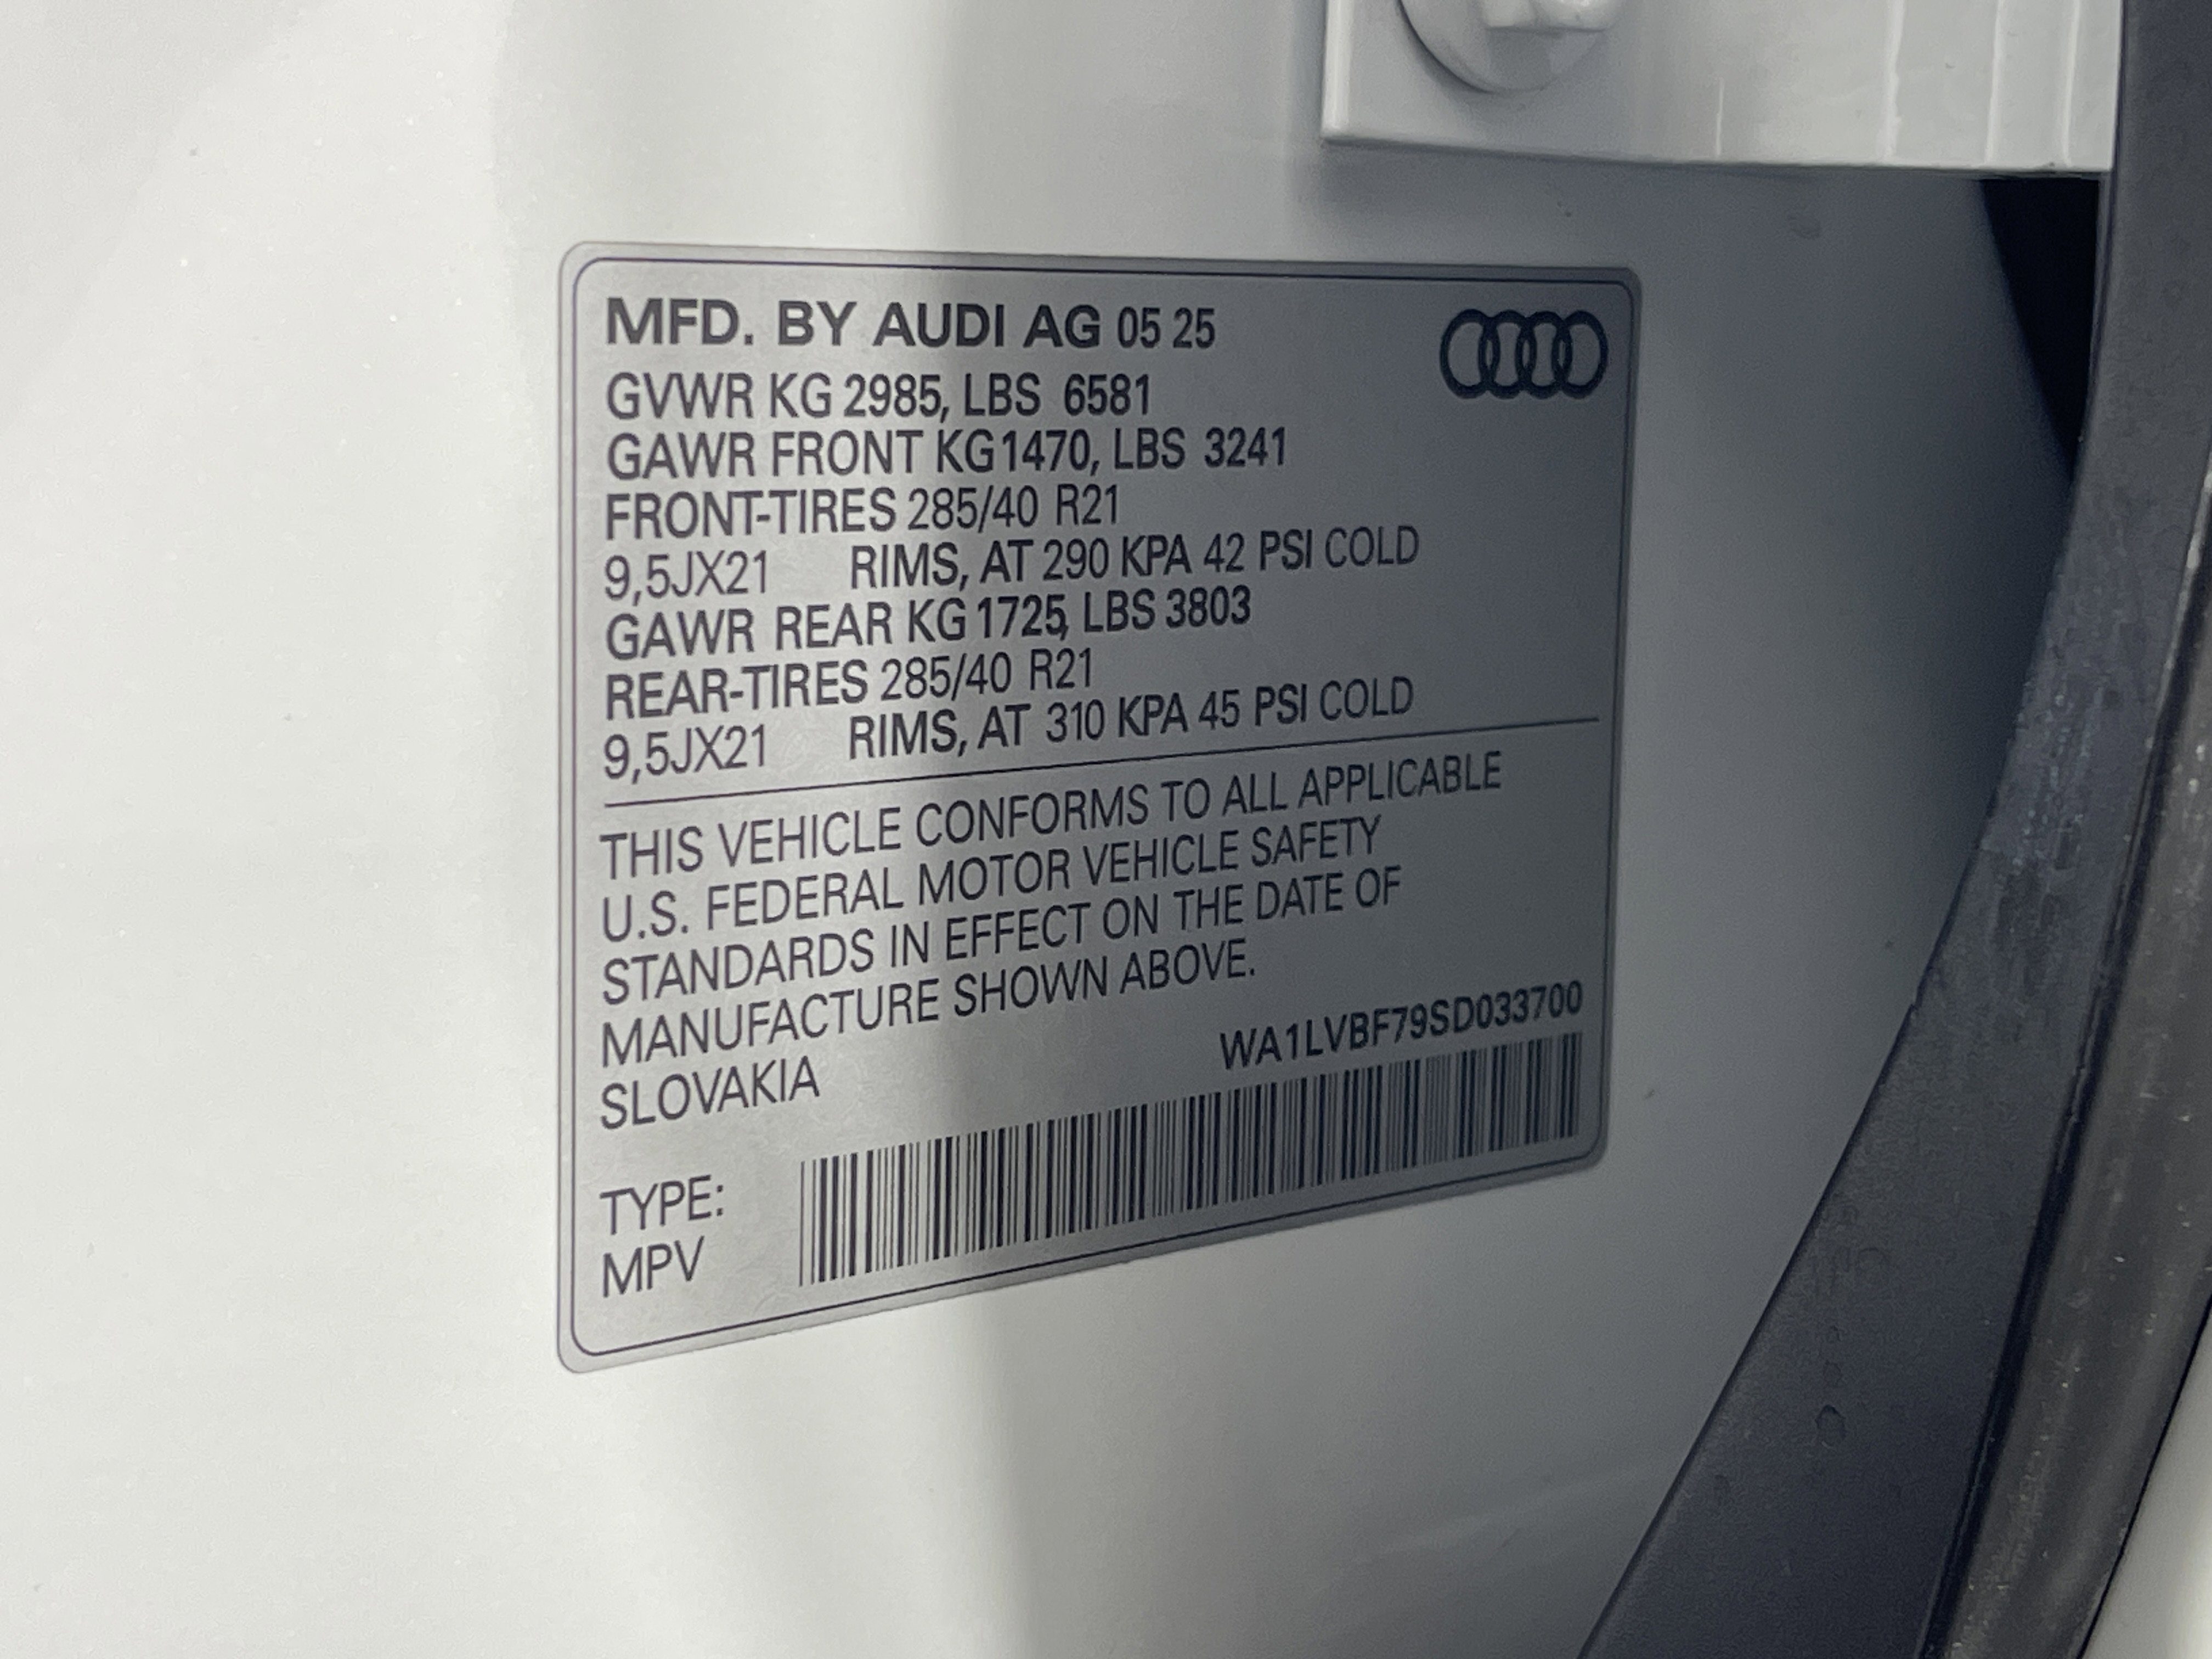 MFD. BY AUDI AG 05 25
GVWR KG 2985, LBS 6581
GAWR FRONT KG 1470, LBS 3241
FRONT-TIRES 285/40 R21
9,5JX21 RIMS, AT 290 KPA 42 PSI COLD
GAWR REAR KG 1725, LBS 3803
REAR-TIRES 285/40 R21
9,5JX21 RIMS, AT 310 KPA 45 PSI COLD
THIS VEHICLE CONFORMS TO ALL APPLICABLE
U.S. FEDERAL MOTOR VEHICLE SAFETY
STANDARDS IN EFFECT ON THE DATE OF
MANUFACTURE SHOWN ABOVE.
SLOVAKIA
WA1LVBF79SD033700
TYPE:
MPV